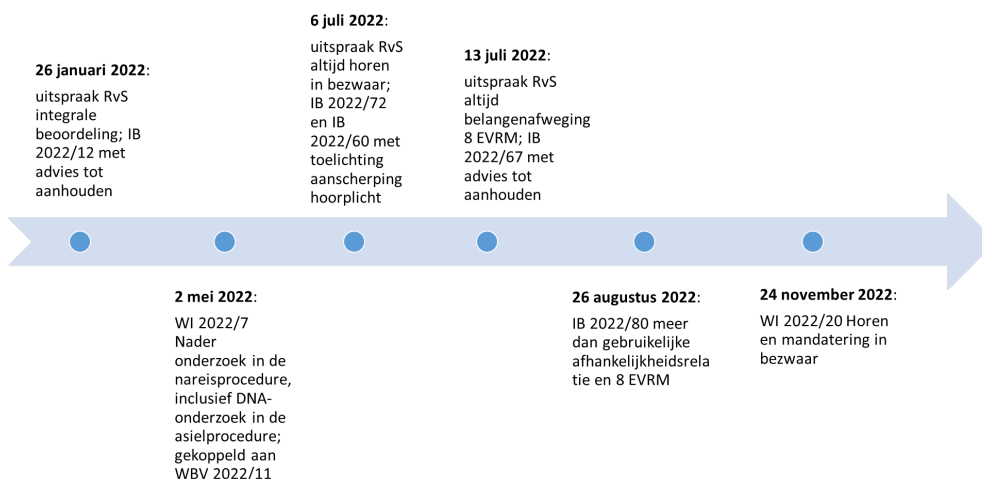 26 januari 2022:
uitspraak RvS
integrale
beoordeling; IB
2022/12 met
advies tot
aanhouden
2 mei 2022:
WI 2022/7
Nader
onderzoek in de
nareisprocedure,
inclusief DNA-
onderzoek in de
asielprocedure;
gekoppeld aan
WBV 2022/11
6 juli 2022:
uitspraak RvS
altijd horen
in bezwaar;
IB 2022/72
en IB
2022/60 met
toelichting
aanscherping
hoorplicht
13 juli 2022:
uitspraak RvS
altijd
belangenafweging
8 EVRM; IB
2022/67 met
advies tot
aanhouden
26 augustus 2022:
IB 2022/80 meer
dan gebruikelijke
afhankelijkheidsrela
tie en 8 EVRM
24 november 2022:
WI 2022/20 Horen
en mandatering in
bezwaar